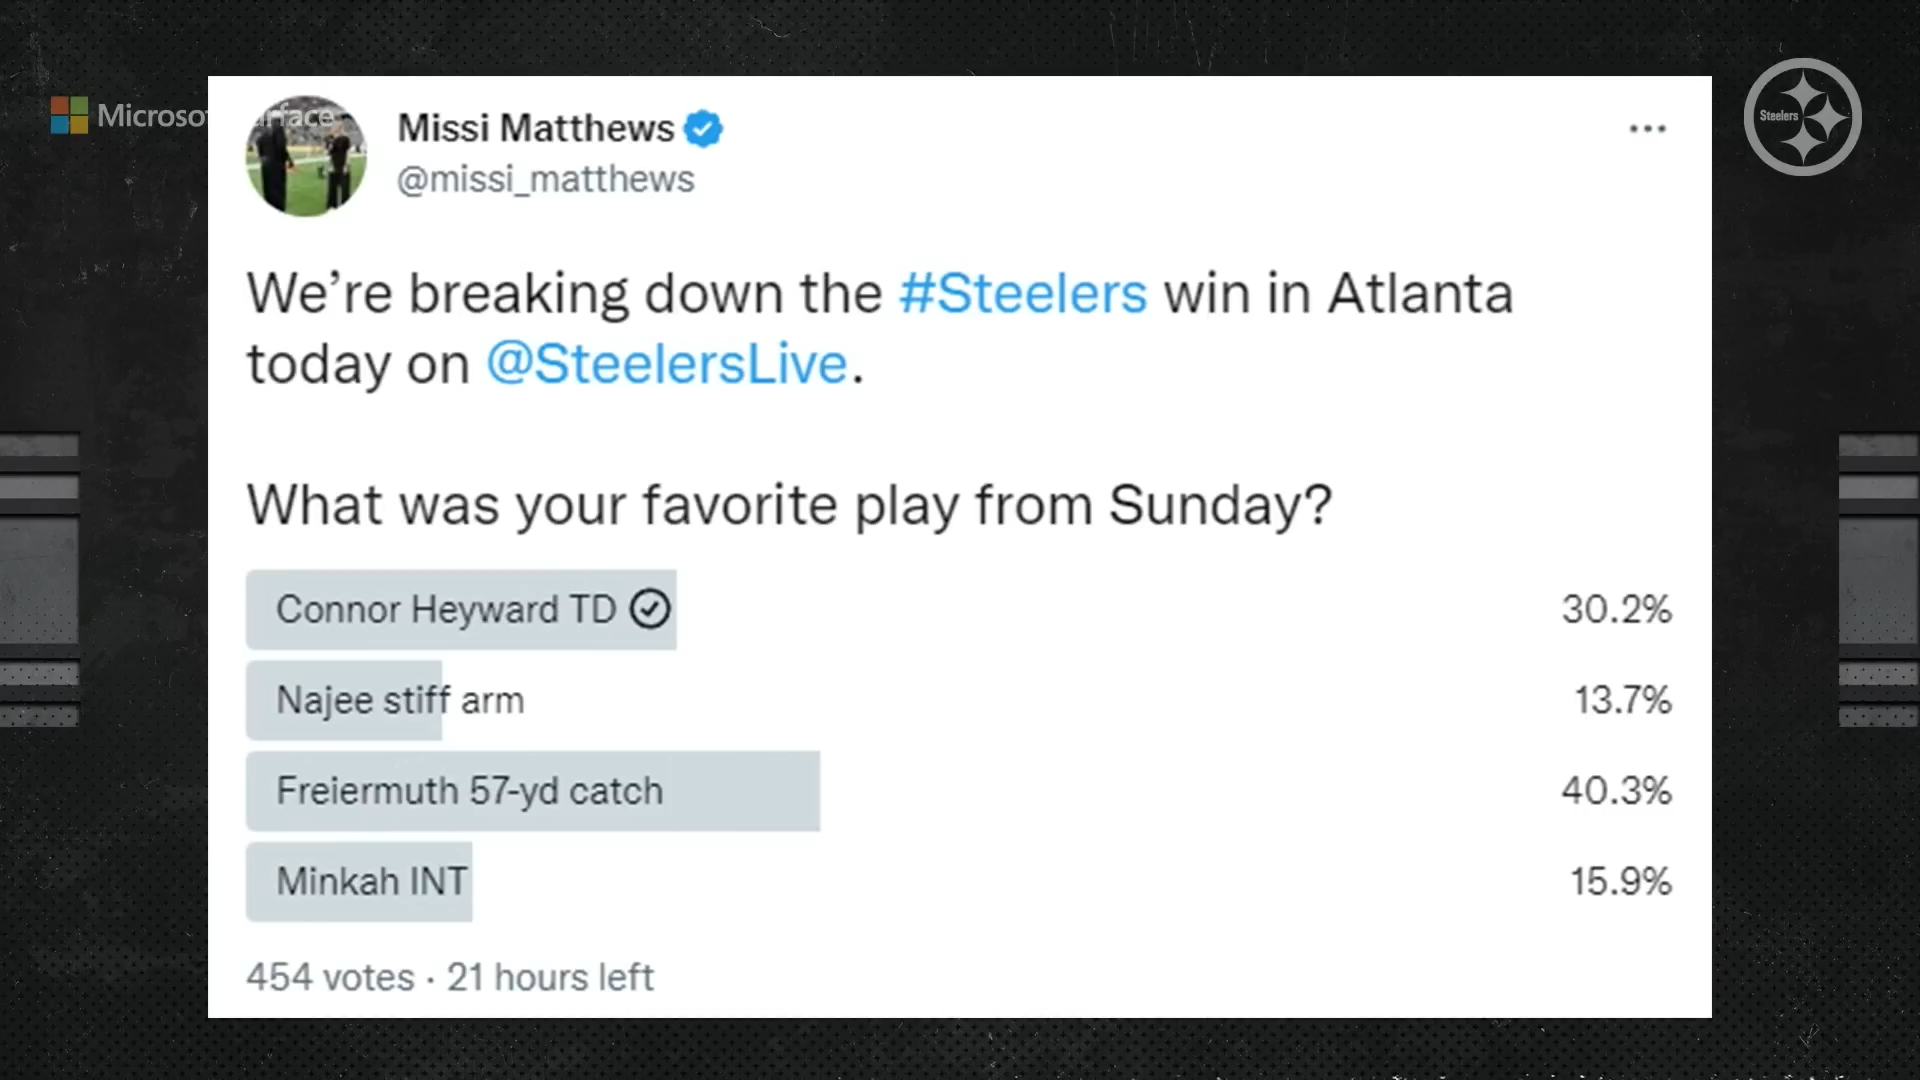 Microsoft Surface
Steelers
Missi Matthews
@missi_matthews
We’re breaking down the #Steelers win in Atlanta
today on @SteelersLive.
What was your favorite play from Sunday?
Connor Heyward TD 30.2%
Najee stiff arm 13.7%
Freiermuth 57-yd catch 40.3%
Minkah INT 15.9%
454 votes · 21 hours left